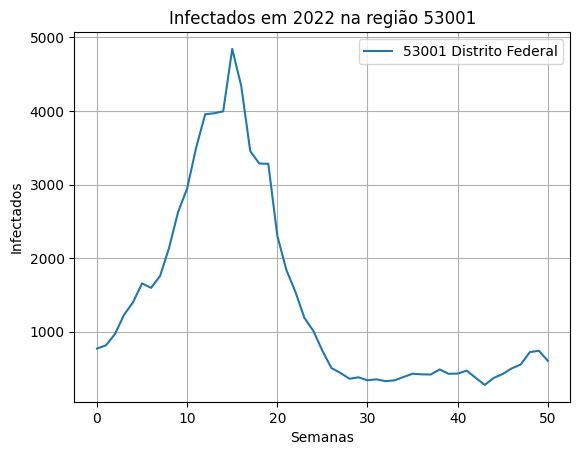 Infectados em 2022 na região 53001
53001 Distrito Federal
Infectados
5000
4000
3000
2000
1000
0 10 20 30 40 50
Semanas